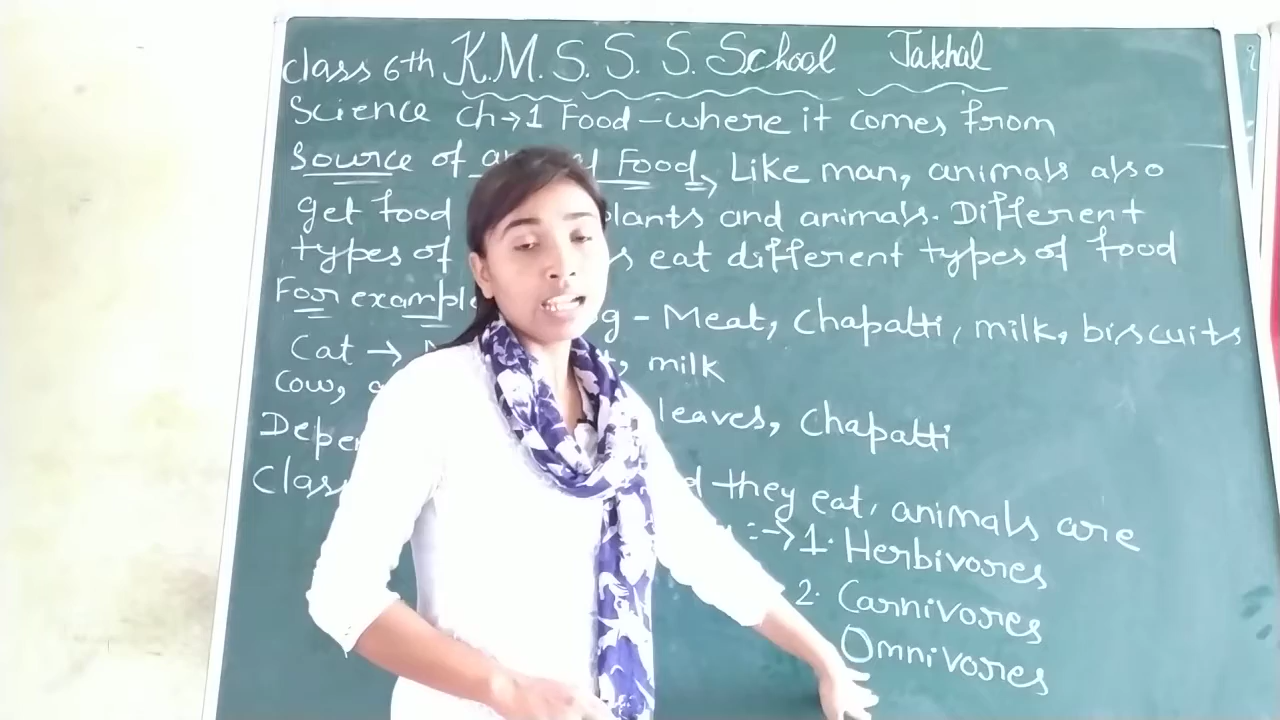 class 6th K.M.S.S.S.School Jakhal
Science ch→1 Food-where it comes from
Source of Food, Like man, animals also
get food plants and animals. Different
types of eat different types of food
For example - Meat, chapatti, milk, biscuits
Cat → milk
Cow, leaves, chapatti
they eat, animals are
1. Herbivores
2. Carnivores
Omnivores